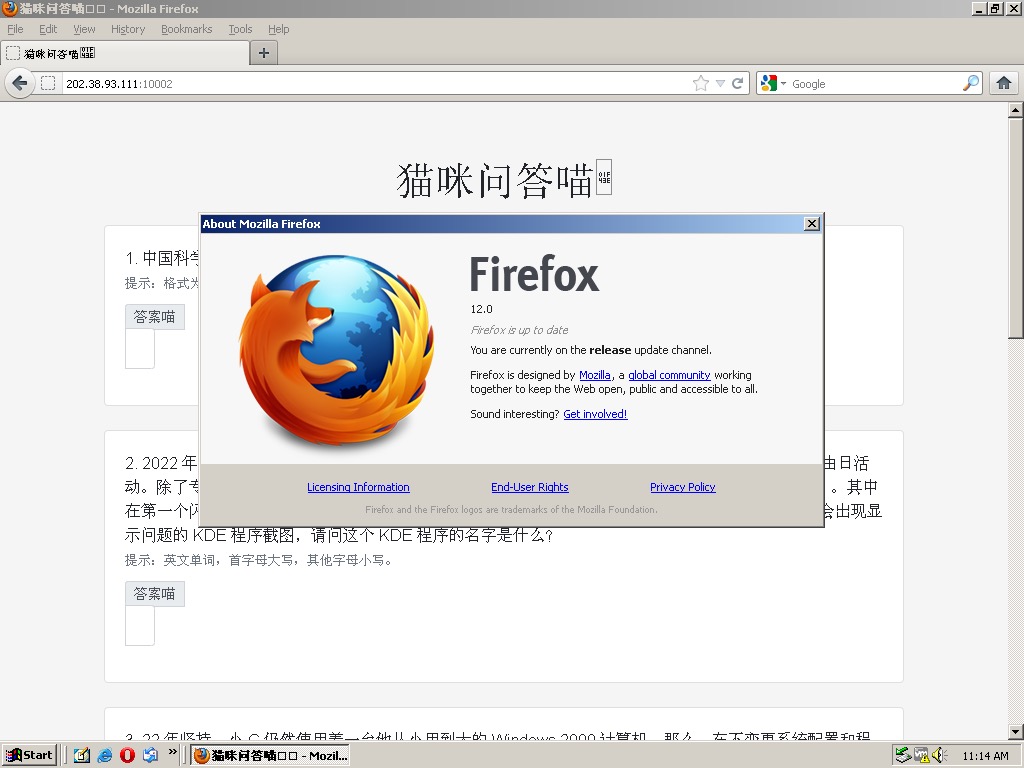 猫咪问答喵 - Mozilla Firefox
File Edit View History Bookmarks Tools Help
猫咪问答喵
202.38.93.111:10002
Google
猫咪问答喵
About Mozilla Firefox
1. 中国科学
提示：格式为
答案喵
Firefox
12.0
Firefox is up to date
You are currently on the release update channel.
Firefox is designed by Mozilla, a global community working
together to keep the Web open, public and accessible to all.
Sound interesting? Get involved!
Licensing Information End-User Rights Privacy Policy
Firefox and the Firefox logos are trademarks of the Mozilla Foundation.
2. 2022 年 由日活
动。除了专 。其中
在第一个闪 会出现显
示问题的 KDE 程序截图，请问这个 KDE 程序的名字是什么？
提示：英文单词，首字母大写，其他字母小写。
答案喵
3. 22 年坚持，小 C 仍然使用着一台他从小用到大的 Windows 2000 计算机。那么，在不变更系统配置和程
Start
猫咪问答喵 - Mozil...
11:14 AM